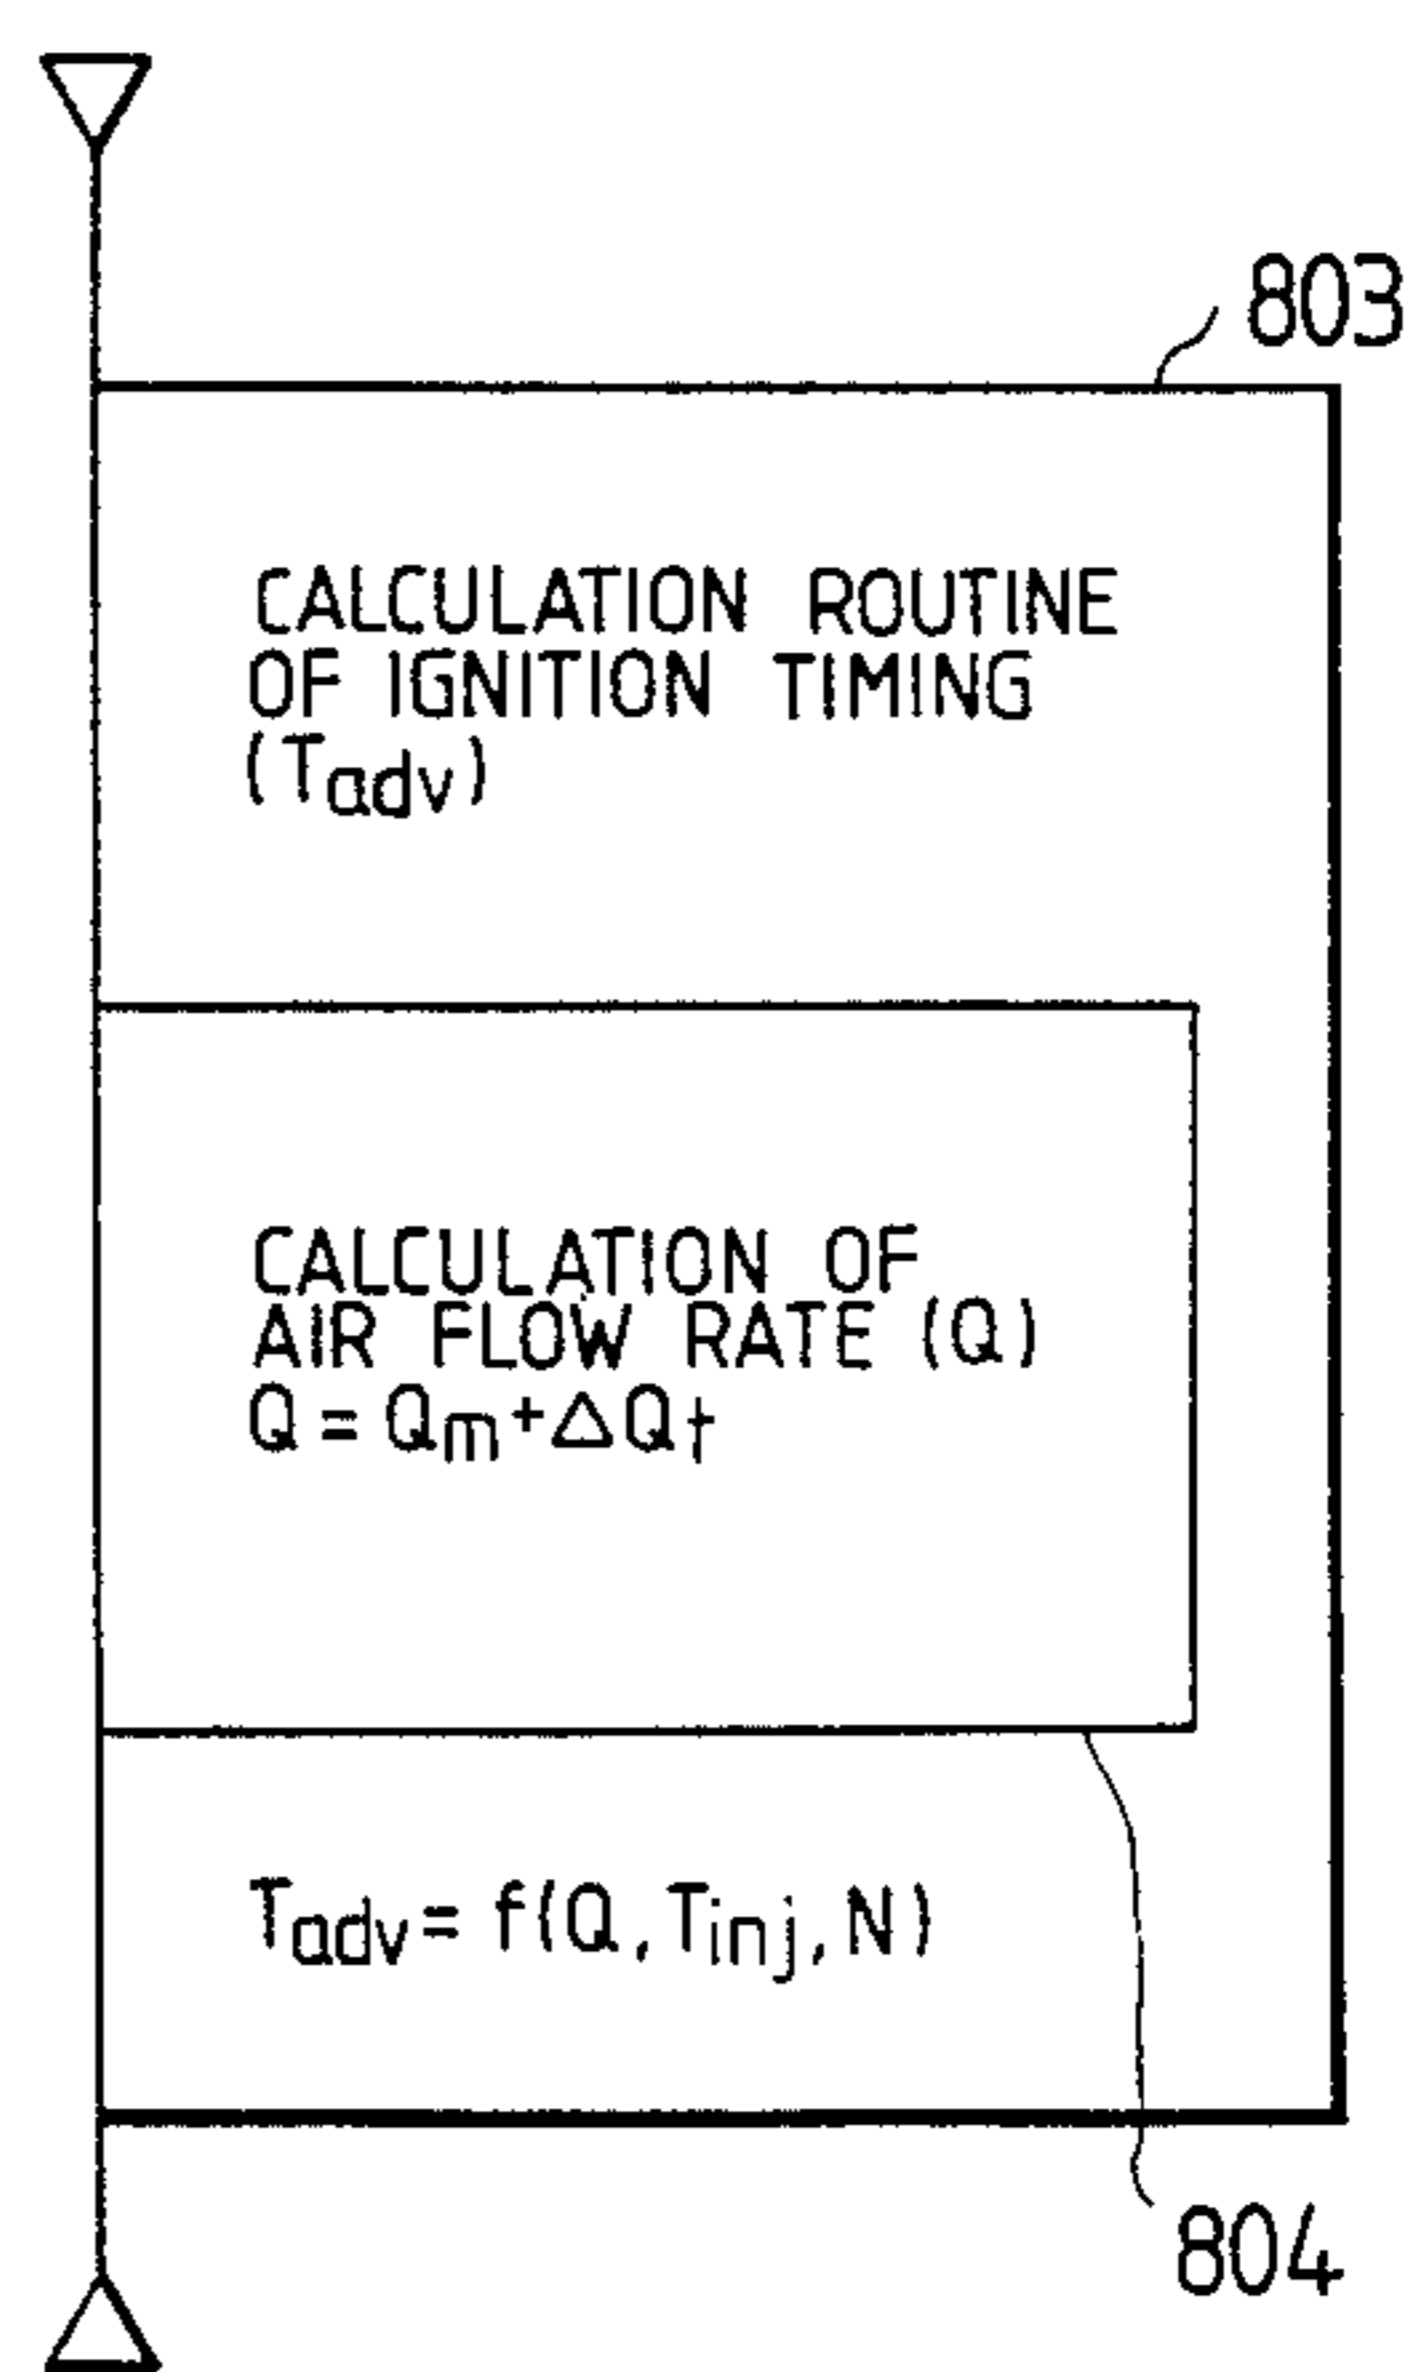 803
CALCULATION ROUTINE
OF IGNITION TIMING
(Tadv)
CALCULATION OF
AIR FLOW RATE (Q)
Q = Qm + ΔQt
Tadv = f(Q, Tinj, N)
804